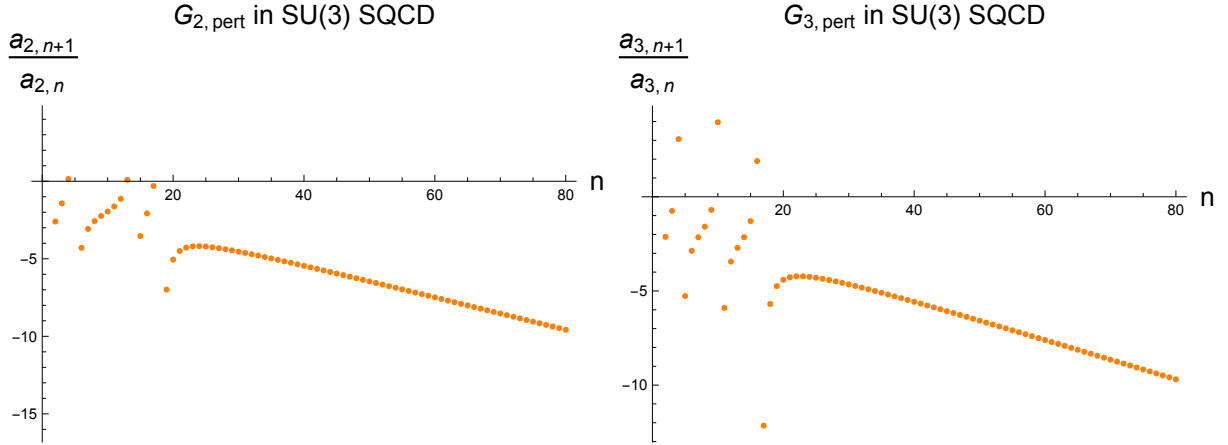 G2, pert in SU(3) SQCD
a2, n+1
a2, n
20
40
60
80
n
−5
−10
−15
G3, pert in SU(3) SQCD
a3, n+1
a3, n
20
40
60
80
n
−5
−10